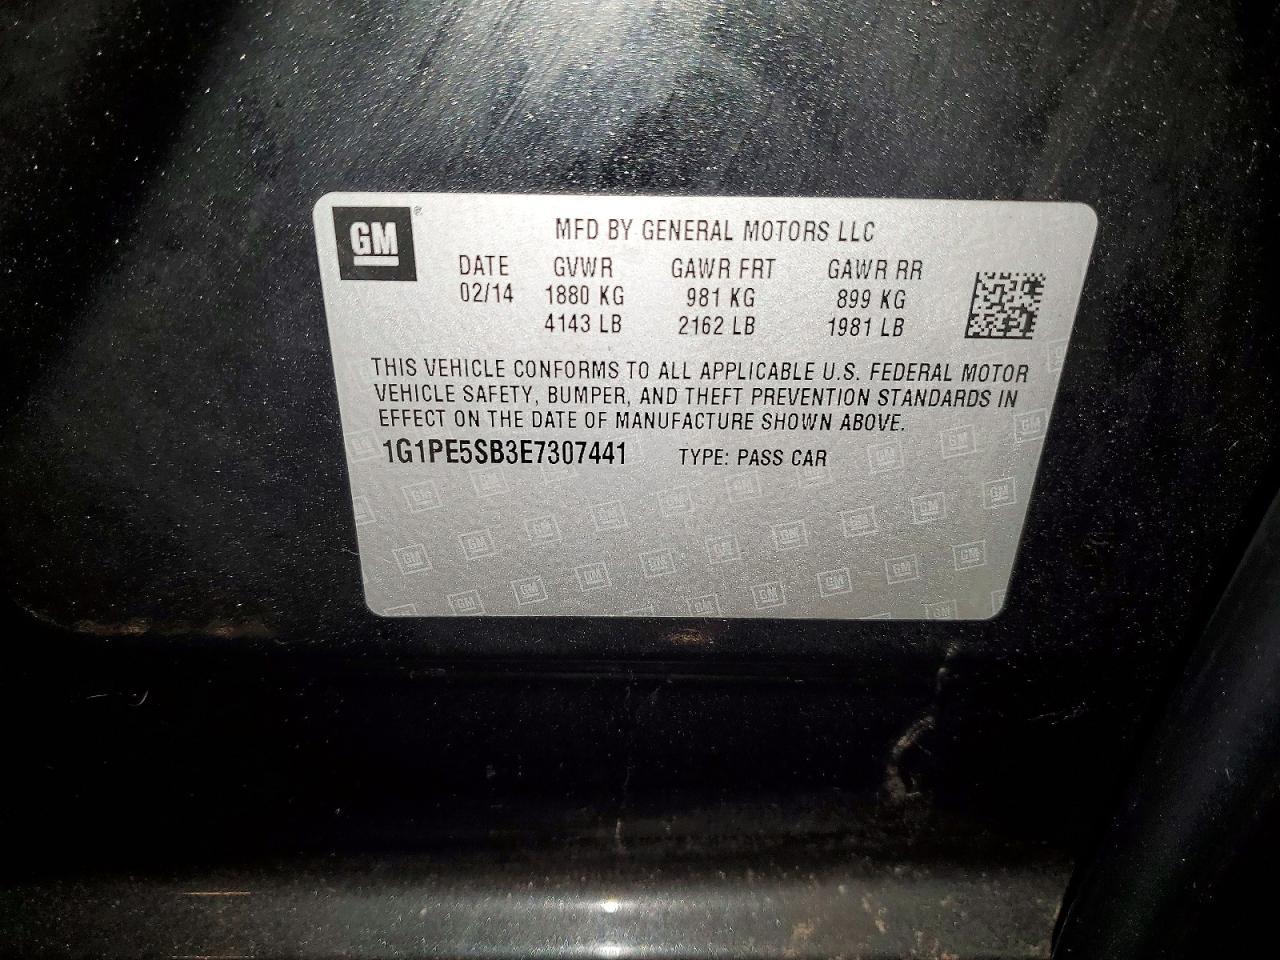 GM
MFD BY GENERAL MOTORS LLC
DATE GVWR GAWR FRT GAWR RR
02/14 1880 KG 981 KG 899 KG
4143 LB 2162 LB 1981 LB
THIS VEHICLE CONFORMS TO ALL APPLICABLE U.S. FEDERAL MOTOR
VEHICLE SAFETY, BUMPER, AND THEFT PREVENTION STANDARDS IN
EFFECT ON THE DATE OF MANUFACTURE SHOWN ABOVE.
1G1PE5SB3E7307441 TYPE: PASS CAR